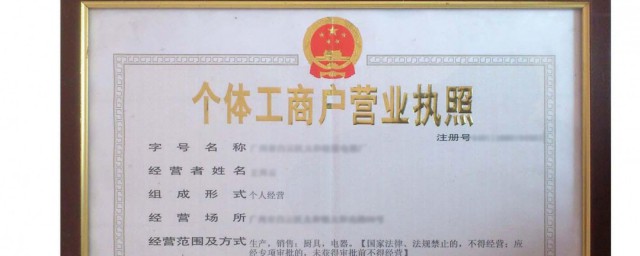 个体工商户营业执照
注册号
字号名称
经营者姓名
组成形式 个人经营
经营场所
经营范围及方式 生产，销售：厨具，电器。【国家法律、法规禁止的，不得经营；应
经专项审批的，未获得审批前不得经营】